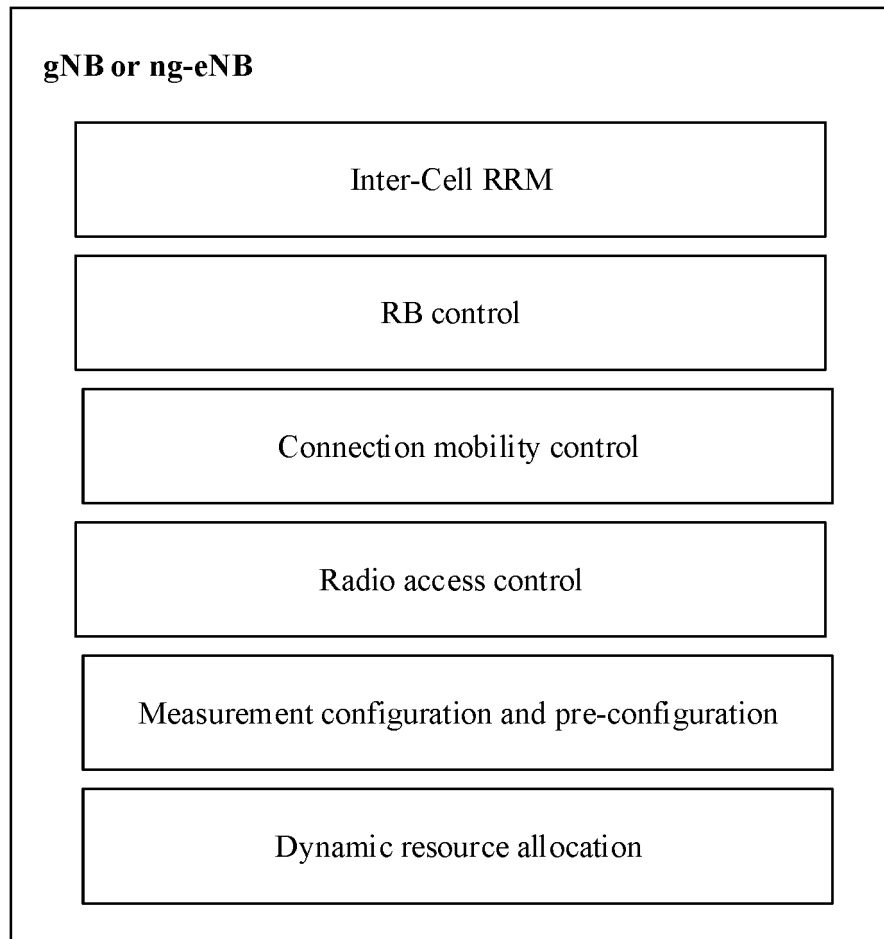 gNB or ng-eNB
Inter-Cell RRM
RB control
Connection mobility control
Radio access control
Measurement configuration and pre-configuration
Dynamic resource allocation